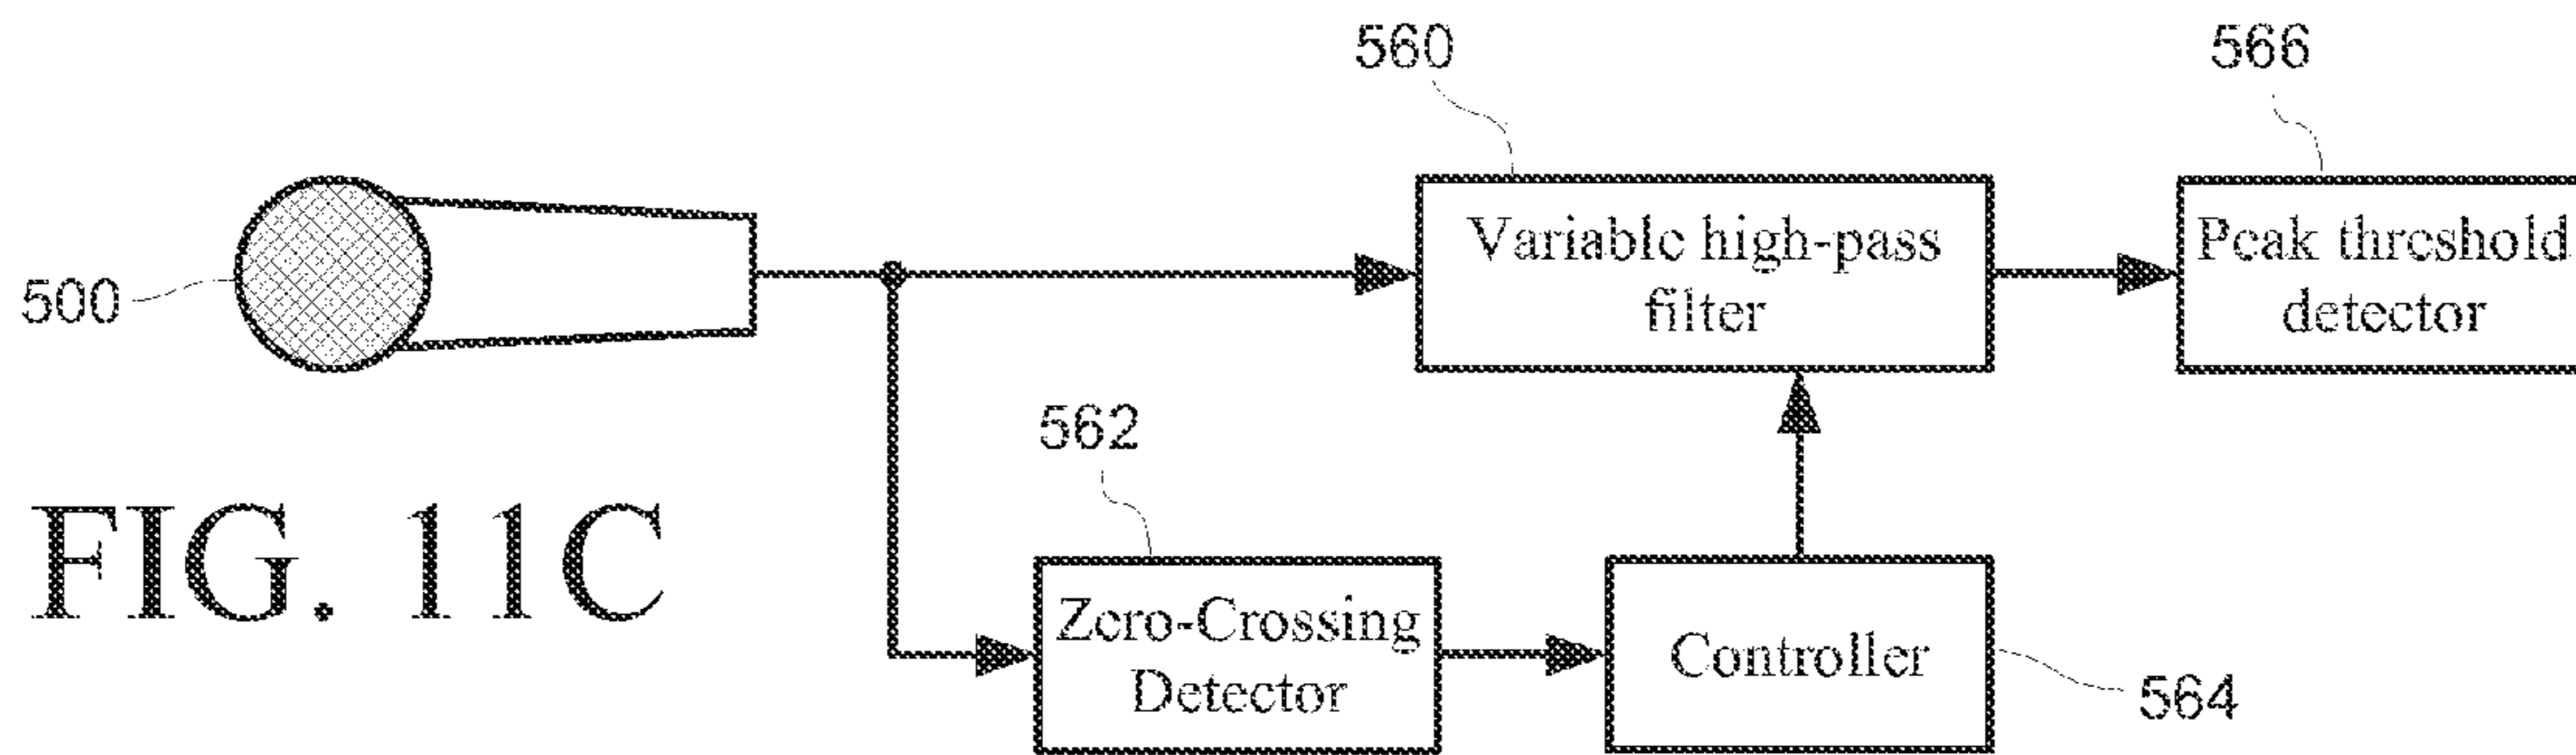 560
566
Variable high-pass
filter
Peak threshold
detector
500
562
FIG. 11C
Zero-Crossing
Detector
Controller
564